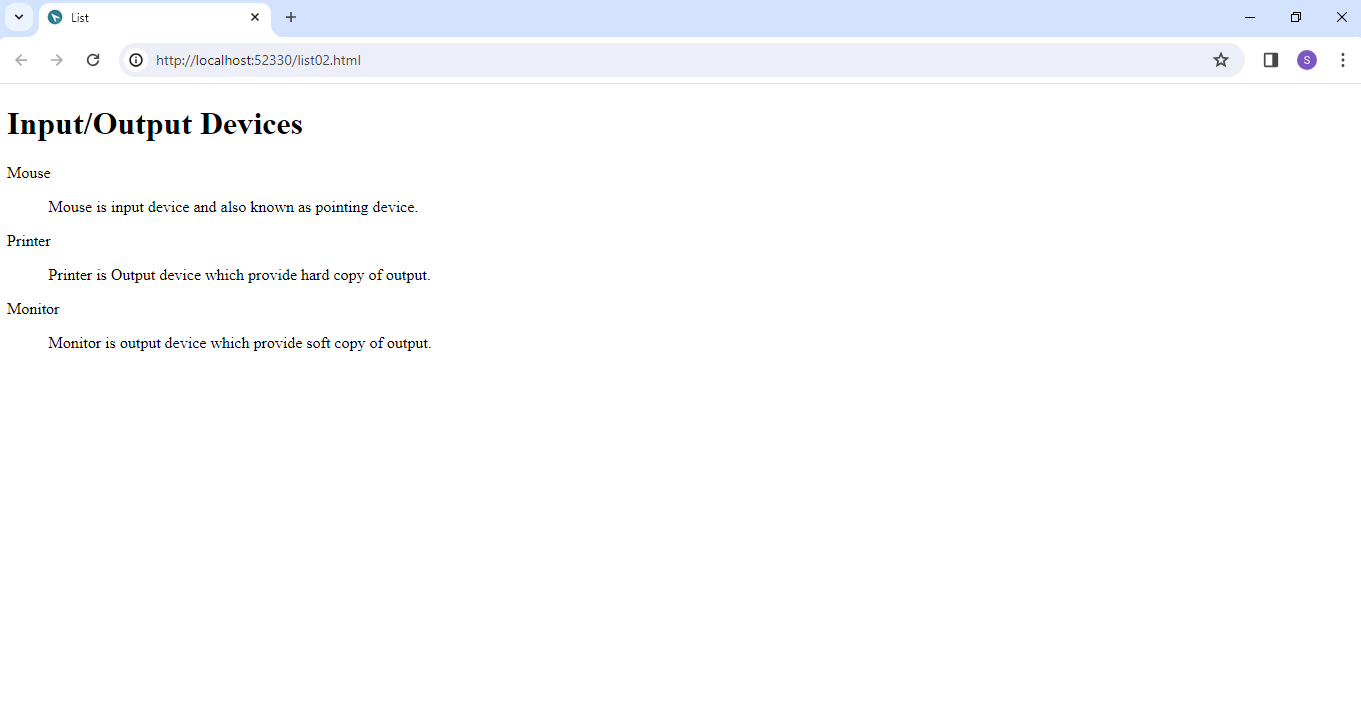 List
http://localhost:52330/list02.html
S
Input/Output Devices
Mouse
Mouse is input device and also known as pointing device.
Printer
Printer is Output device which provide hard copy of output.
Monitor
Monitor is output device which provide soft copy of output.